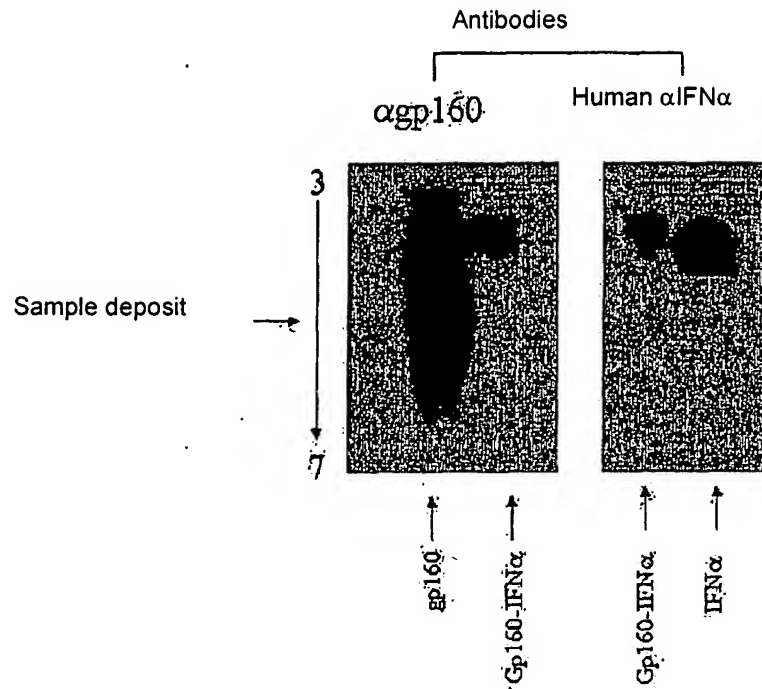 Antibodies
αgp160
Human αIFNα
3
Sample deposit
7
gp160
Gp160-IFNα
Gp160-IFNα
IFNα